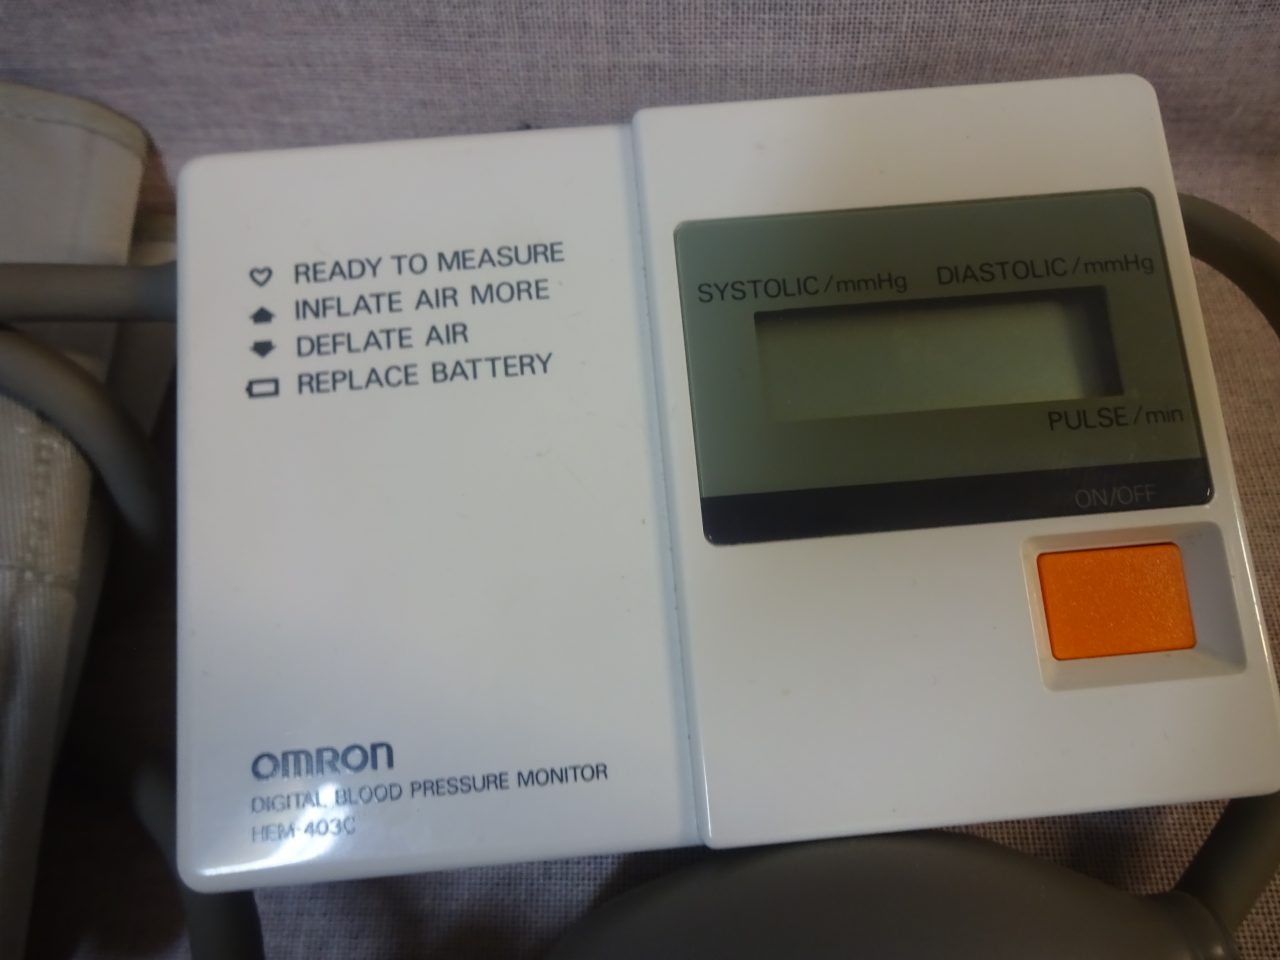 READY TO MEASURE
INFLATE AIR MORE
DEFLATE AIR
REPLACE BATTERY
OMRON
DIGITAL BLOOD PRESSURE MONITOR
HEM-403C
SYSTOLIC/mmHg DIASTOLIC/mmHg
PULSE/min
ON/OFF